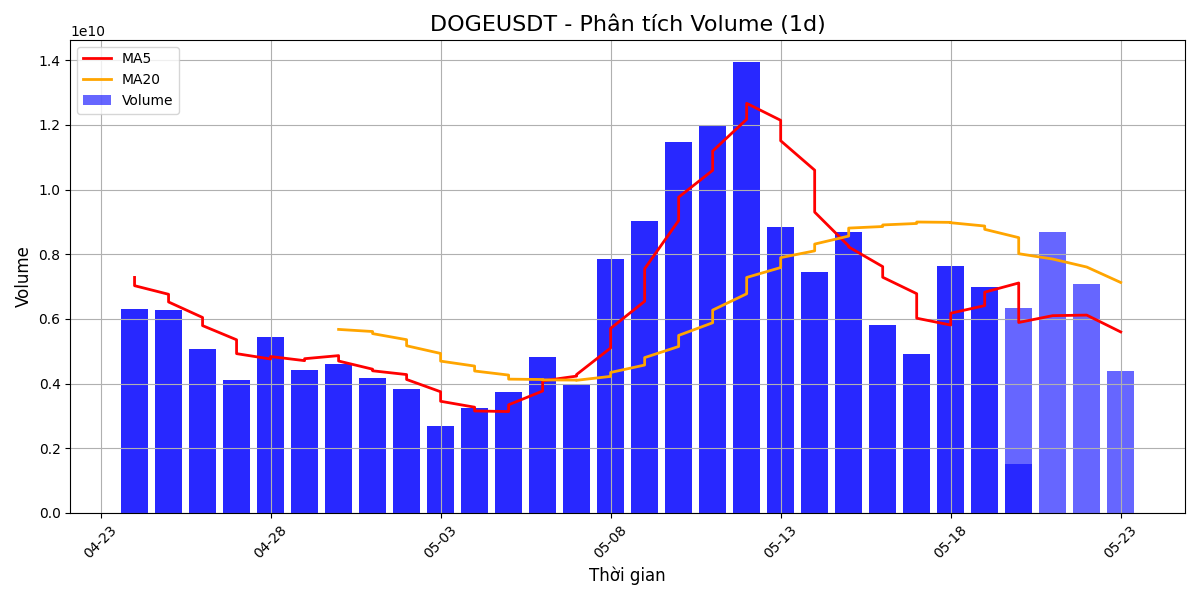 DOGEUSDT - Phân tích Volume (1d)
1e10
MA5
MA20
Volume
1.4
1.2
1.0
0.8
0.6
0.4
0.2
0.0
Volume
04-23
04-28
05-03
05-08
05-13
05-18
05-23
Thời gian